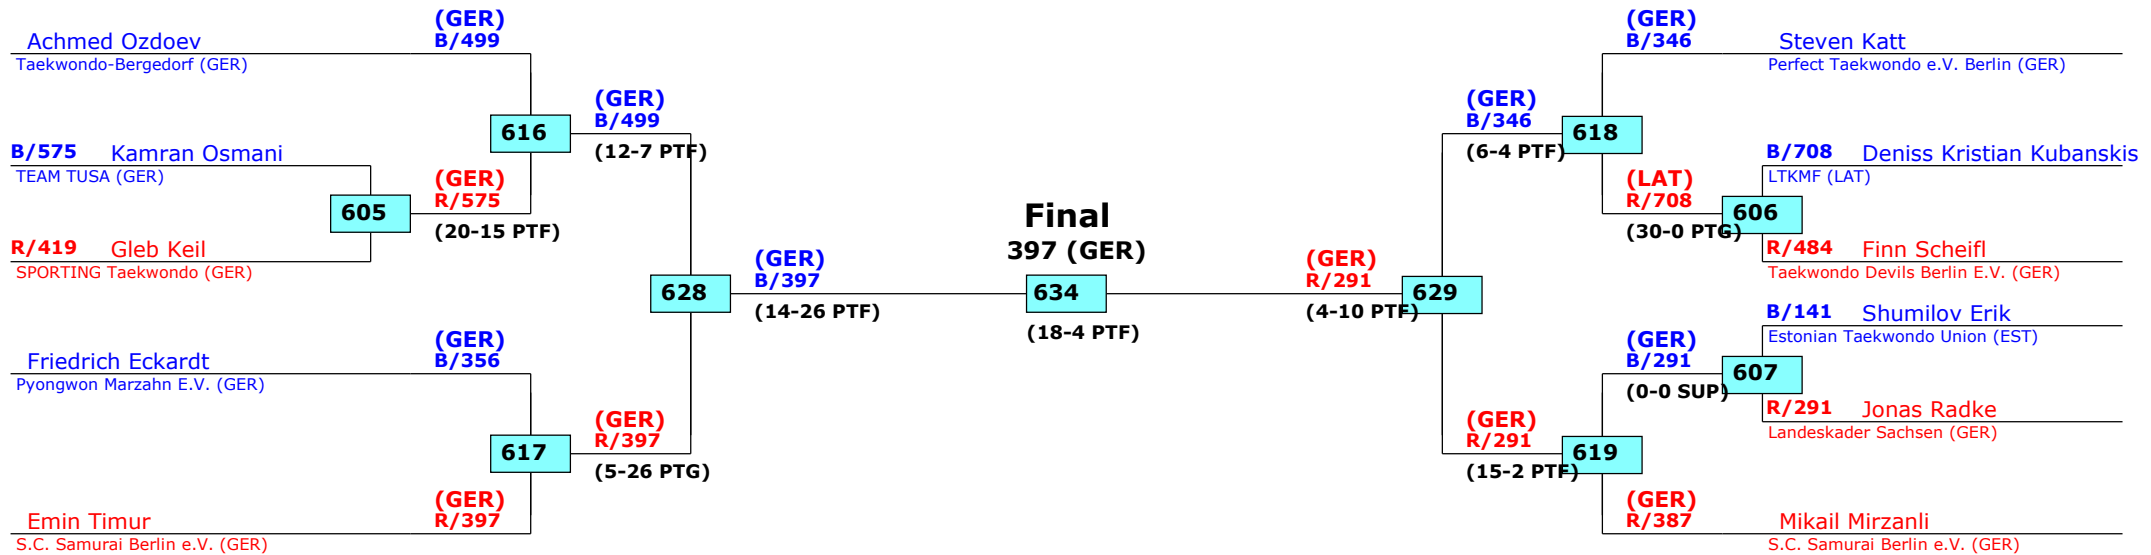 (GER)
B/499
Achmed Ozdoev
Taekwondo-Bergedorf (GER)
616
(GER)
B/499
(12-7 PTF)
B/575 Kamran Osmani
TEAM TUSA (GER)
605
(GER)
R/575
(20-15 PTF)
R/419 Gleb Keil
SPORTING Taekwondo (GER)
628
(GER)
B/397
(14-26 PTF)
(GER)
B/356
Friedrich Eckardt
Pyongwon Marzahn E.V. (GER)
617
(GER)
R/397
(5-26 PTG)
(GER)
R/397
Emin Timur
S.C. Samurai Berlin e.V. (GER)
Final
397 (GER)
634
(18-4 PTF)
(GER)
B/346
Steven Katt
Perfect Taekwondo e.V. Berlin (GER)
(GER)
B/346
618
(6-4 PTF)
B/708 Deniss Kristian Kubanskis
LTKMF (LAT)
(LAT)
R/708
606
(30-0 PTG)
R/484 Finn Scheifl
Taekwondo Devils Berlin E.V. (GER)
(GER)
R/291
629
(4-10 PTF)
B/141 Shumilov Erik
Estonian Taekwondo Union (EST)
(GER)
B/291
607
(0-0 SUP)
R/291 Jonas Radke
Landeskader Sachsen (GER)
(GER)
R/291
619
(15-2 PTF)
(GER)
R/387
Mikail Mirzanli
S.C. Samurai Berlin e.V. (GER)